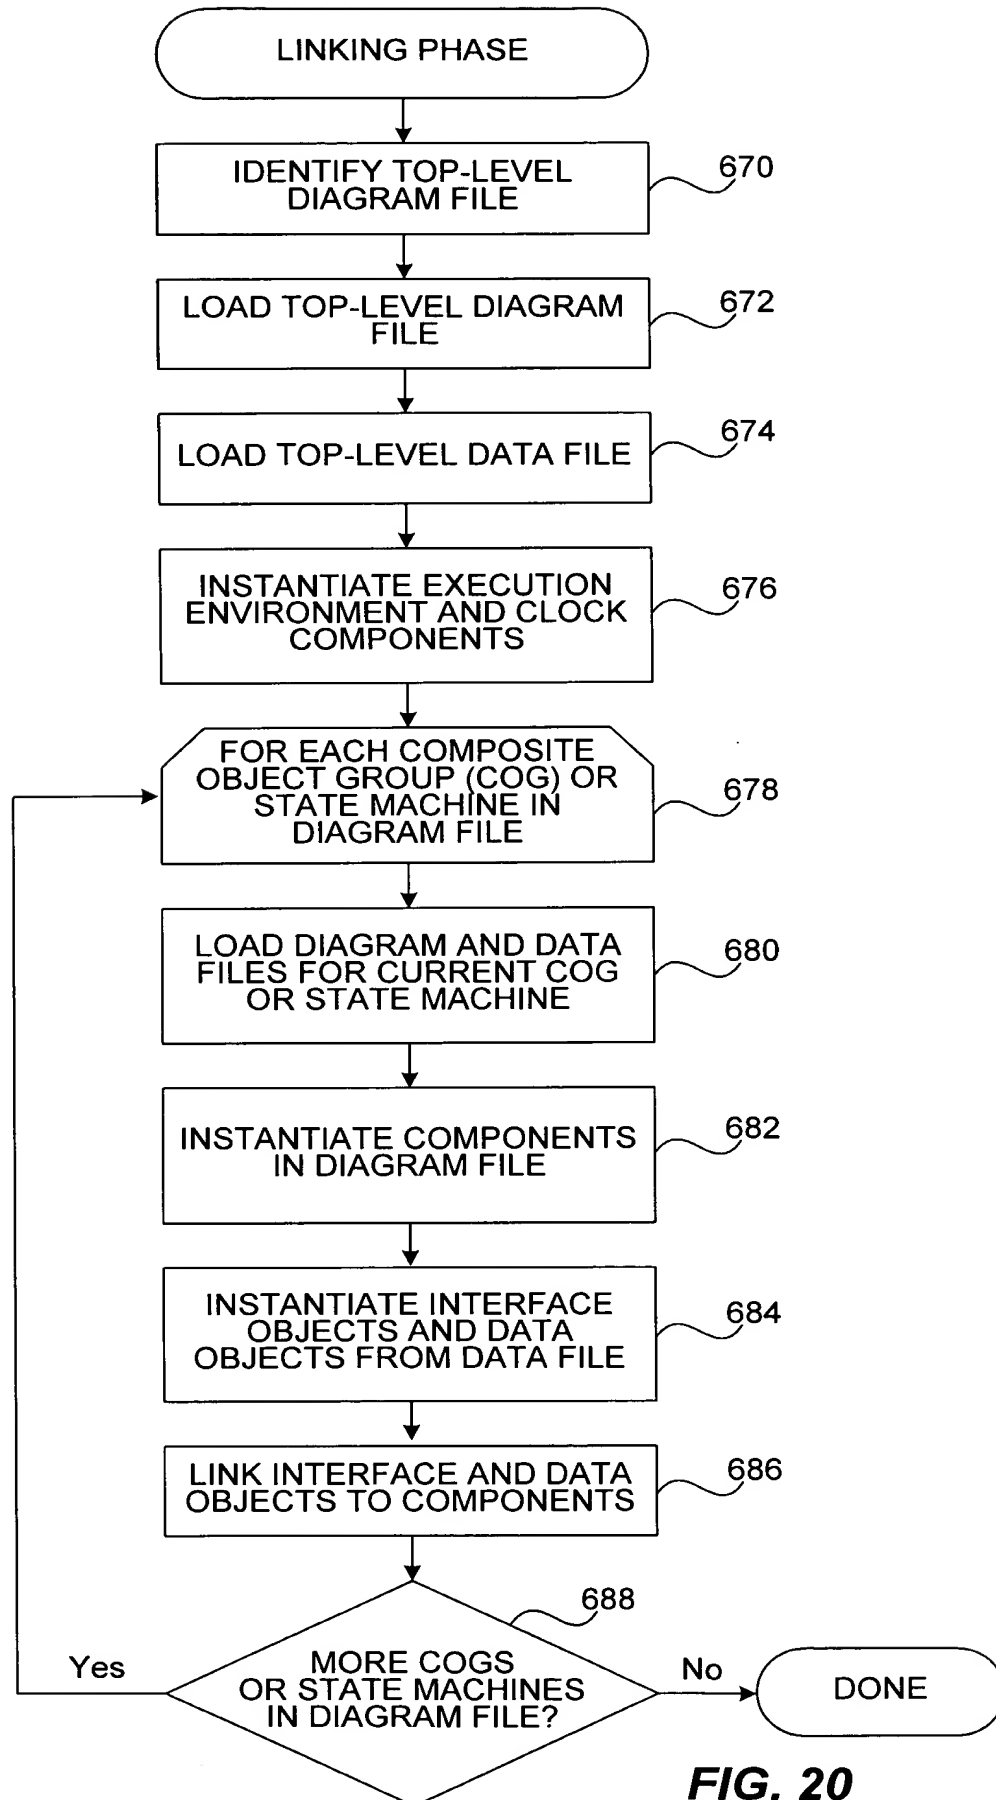 LINKING PHASE
IDENTIFY TOP-LEVEL
DIAGRAM FILE
670
LOAD TOP-LEVEL DIAGRAM
FILE
672
LOAD TOP-LEVEL DATA FILE
674
INSTANTIATE EXECUTION
ENVIRONMENT AND CLOCK
COMPONENTS
676
FOR EACH COMPOSITE
OBJECT GROUP (COG) OR
STATE MACHINE IN
DIAGRAM FILE
678
LOAD DIAGRAM AND DATA
FILES FOR CURRENT COG
OR STATE MACHINE
680
INSTANTIATE COMPONENTS
IN DIAGRAM FILE
682
INSTANTIATE INTERFACE
OBJECTS AND DATA
OBJECTS FROM DATA FILE
684
LINK INTERFACE AND DATA
OBJECTS TO COMPONENTS
686
688
MORE COGS
OR STATE MACHINES
IN DIAGRAM FILE?
Yes
No
DONE
FIG. 20